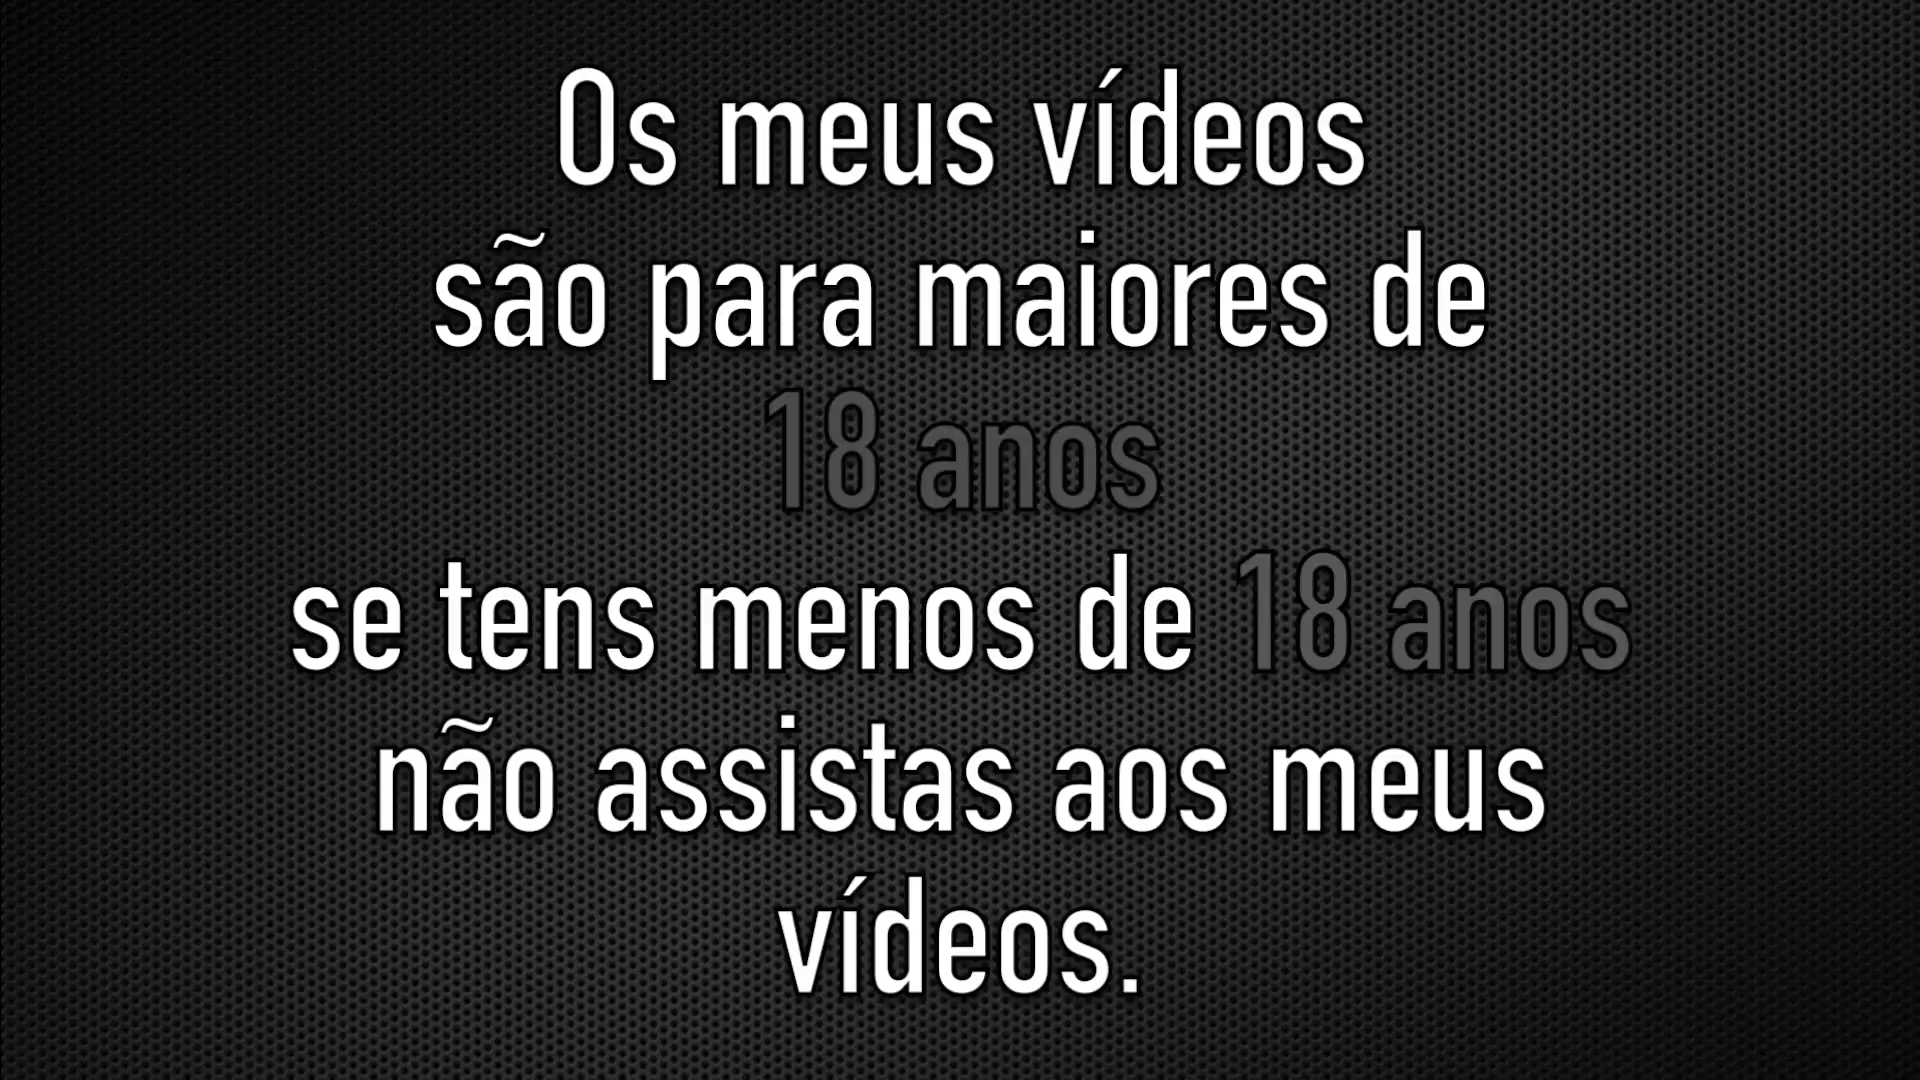 Os meus vídeos
são para maiores de
18 anos
se tens menos de 18 anos
não assistas aos meus
vídeos.